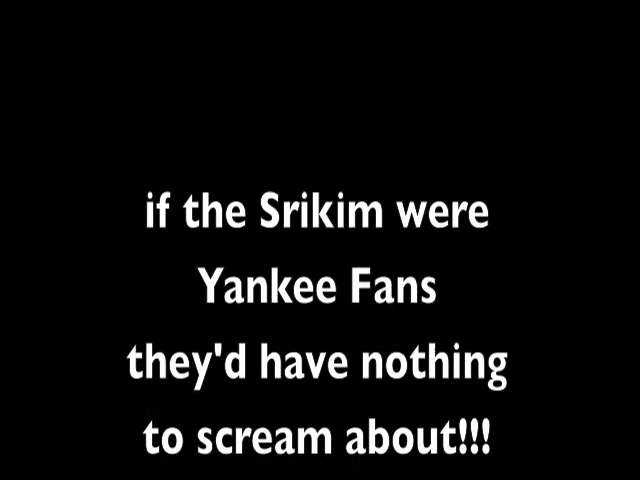 if the Srikim were
Yankee Fans
they'd have nothing
to scream about!!!